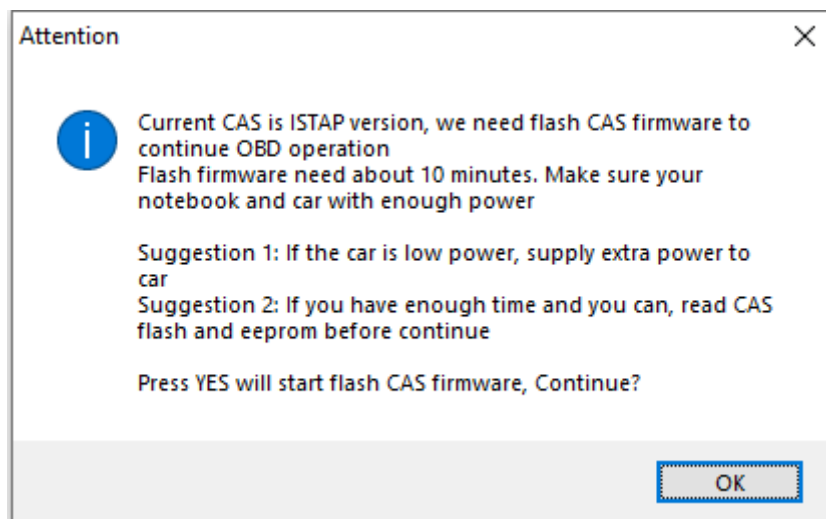 Attention
Current CAS is ISTAP version, we need flash CAS firmware to
continue OBD operation
Flash firmware need about 10 minutes. Make sure your
notebook and car with enough power
Suggestion 1: If the car is low power, supply extra power to
car
Suggestion 2: If you have enough time and you can, read CAS
flash and eeprom before continue
Press YES will start flash CAS firmware, Continue?
OK